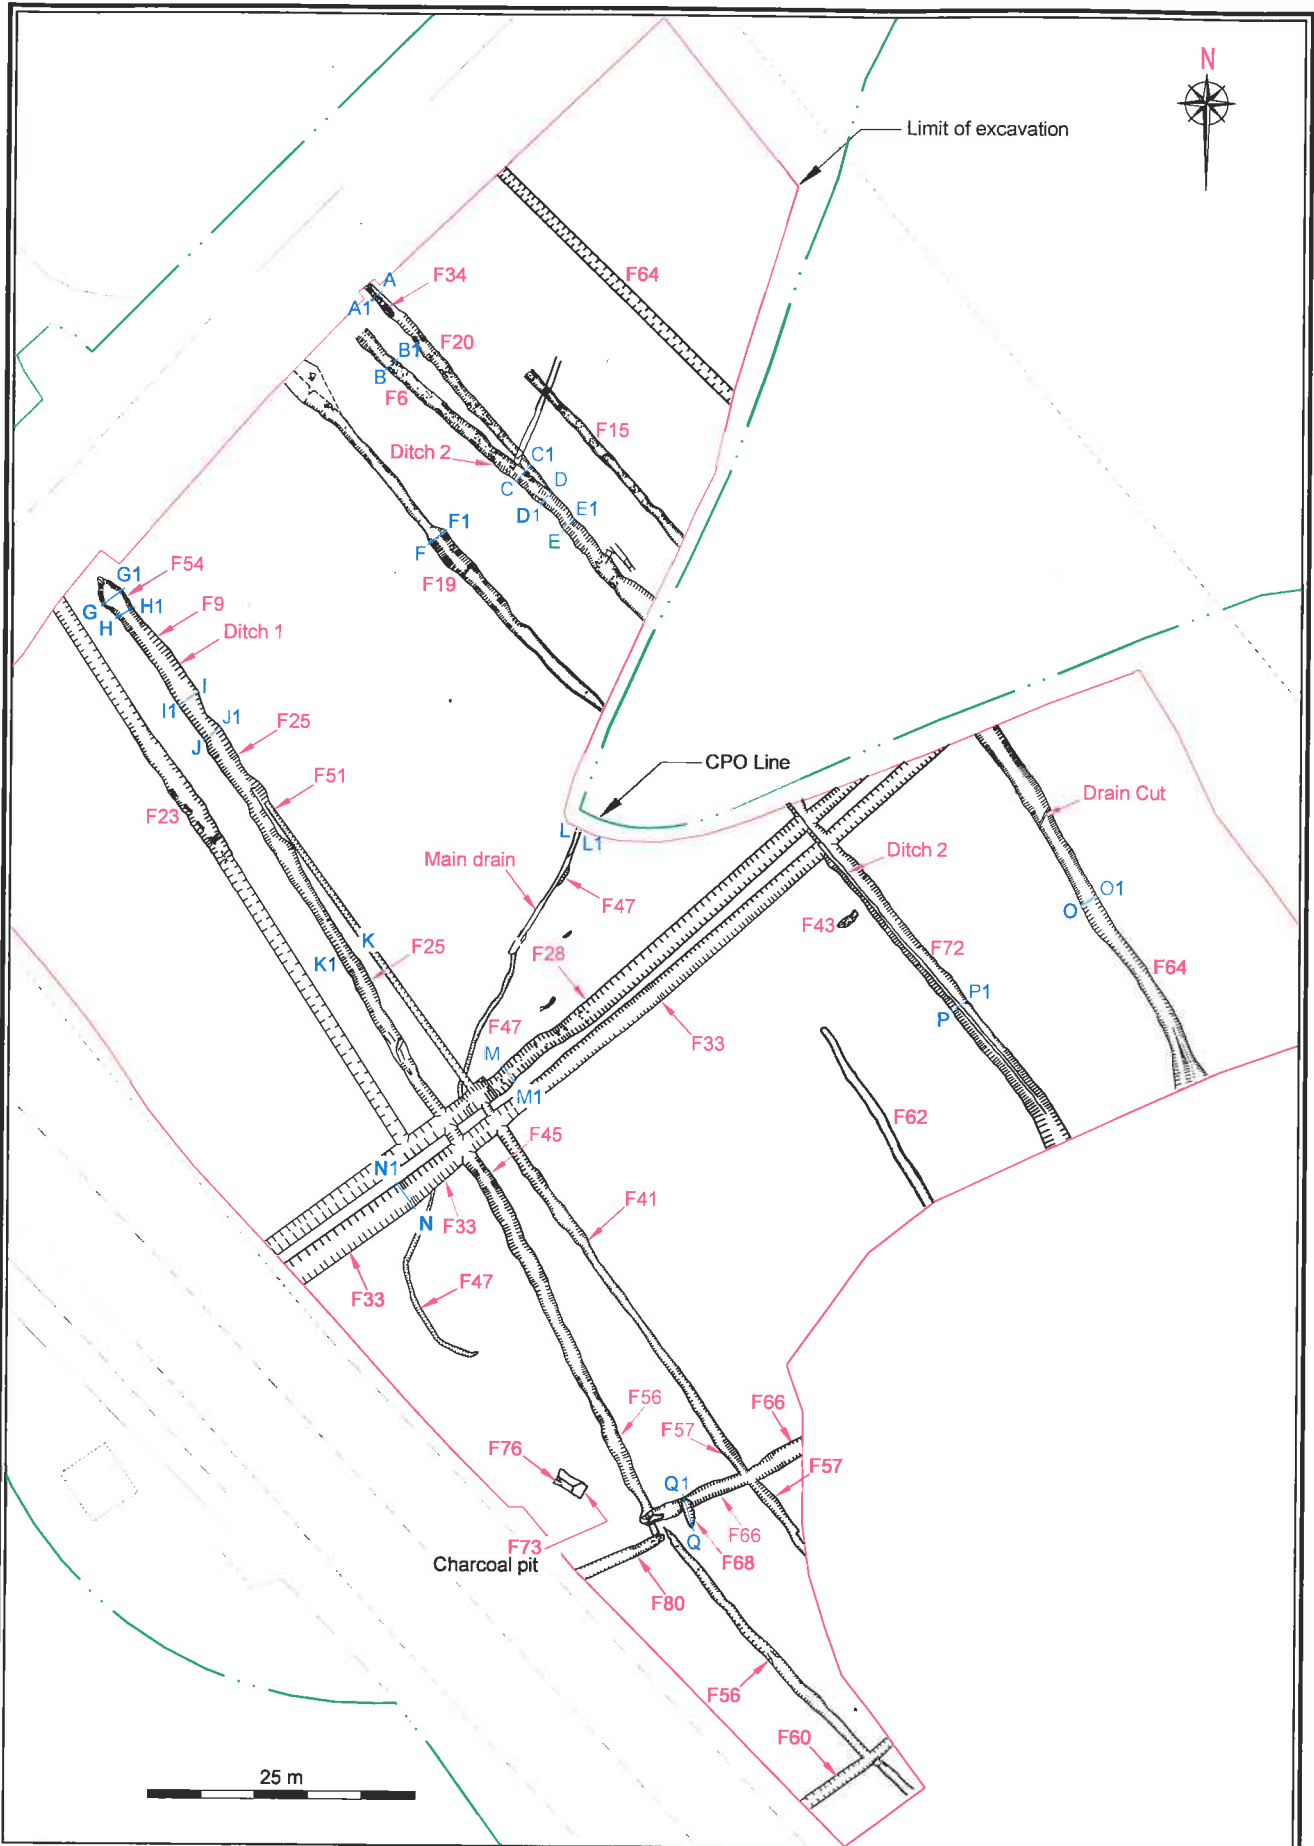 N
Limit of excavation
F64
A
F34
A1
F20
B1
B
F6
F15
Ditch 2
C1
C
D
D1
E1
E
F1
F
F19
G1
F54
G
H1
H
F9
Ditch 1
I
I1
J1
F25
J
F51
F23
CPO Line
L
L1
Drain Cut
Main drain
Ditch 2
F47
O1
O
F43
K
F25
F28
F72
K1
F64
P1
P
F47
F33
M
M1
F62
F45
N1
N
F33
F41
F47
F33
F56
F66
F57
F76
F57
Q1
Q
F66
F73
F68
Charcoal pit
F80
F56
F60
25 m